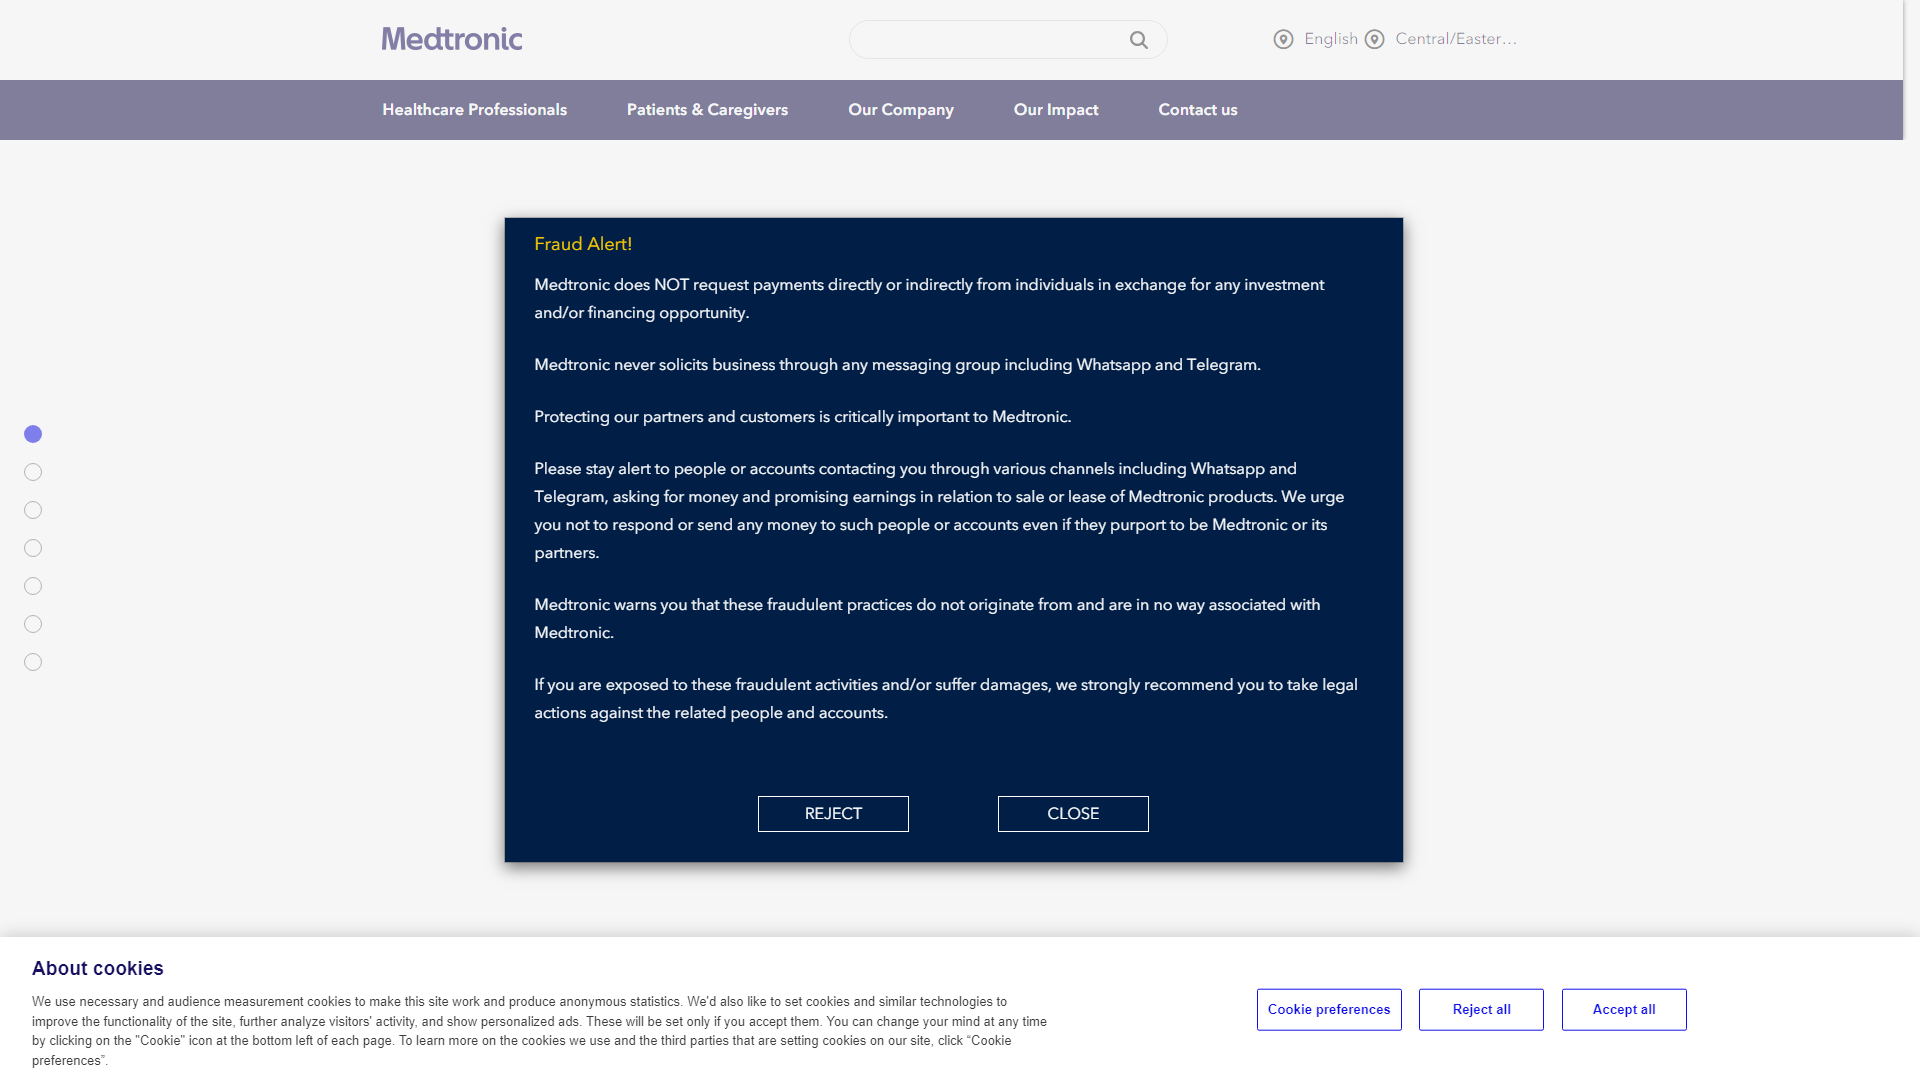 Medtronic
English
Central/Easter...
Healthcare Professionals
Patients & Caregivers
Our Company
Our Impact
Contact us
Fraud Alert!
Medtronic does NOT request payments directly or indirectly from individuals in exchange for any investment
and/or financing opportunity.
Medtronic never solicits business through any messaging group including Whatsapp and Telegram.
Protecting our partners and customers is critically important to Medtronic.
Please stay alert to people or accounts contacting you through various channels including Whatsapp and
Telegram, asking for money and promising earnings in relation to sale or lease of Medtronic products. We urge
you not to respond or send any money to such people or accounts even if they purport to be Medtronic or its
partners.
Medtronic warns you that these fraudulent practices do not originate from and are in no way associated with
Medtronic.
If you are exposed to these fraudulent activities and/or suffer damages, we strongly recommend you to take legal
actions against the related people and accounts.
REJECT
CLOSE
About cookies
We use necessary and audience measurement cookies to make this site work and produce anonymous statistics. We'd also like to set cookies and similar technologies to
improve the functionality of the site, further analyze visitors' activity, and show personalized ads. These will be set only if you accept them. You can change your mind at any time
by clicking on the "Cookie" icon at the bottom left of each page. To learn more on the cookies we use and the third parties that are setting cookies on our site, click “Cookie
preferences”.
Cookie preferences
Reject all
Accept all